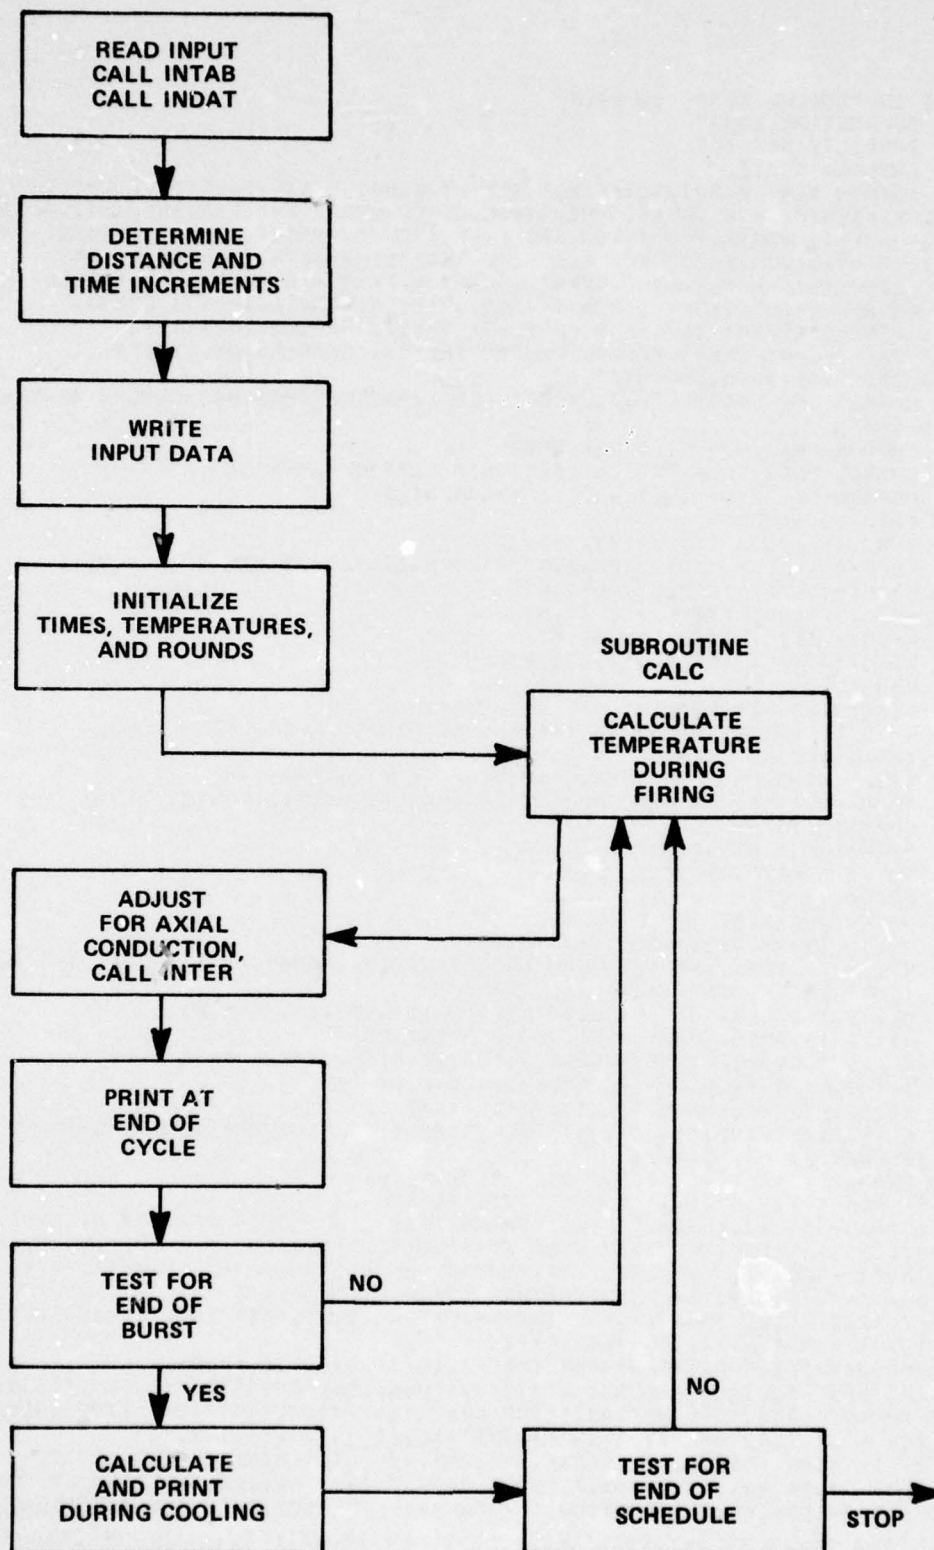 READ INPUT
CALL INTAB
CALL INDAT
DETERMINE
DISTANCE AND
TIME INCREMENTS
WRITE
INPUT DATA
INITIALIZE
TIMES, TEMPERATURES,
AND ROUNDS
SUBROUTINE
CALC
CALCULATE
TEMPERATURE
DURING
FIRING
ADJUST
FOR AXIAL
CONDUCTION,
CALL INTER
PRINT AT
END OF
CYCLE
TEST FOR
END OF
BURST
NO
YES
NO
CALCULATE
AND PRINT
DURING COOLING
TEST FOR
END OF
SCHEDULE
STOP